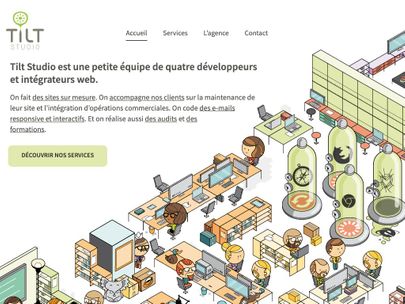 TiLT
STUDIO
Accueil Services L'agence Contact
Tilt Studio est une petite équipe de quatre développeurs
et intégrateurs web.
On fait des sites sur mesure. On accompagne nos clients sur la maintenance de
leur site et l'intégration d'opérations commerciales. On code des e-mails
responsive et interactifs. Et on réalise aussi des audits et des
formations.
DÉCOUVRIR NOS SERVICES